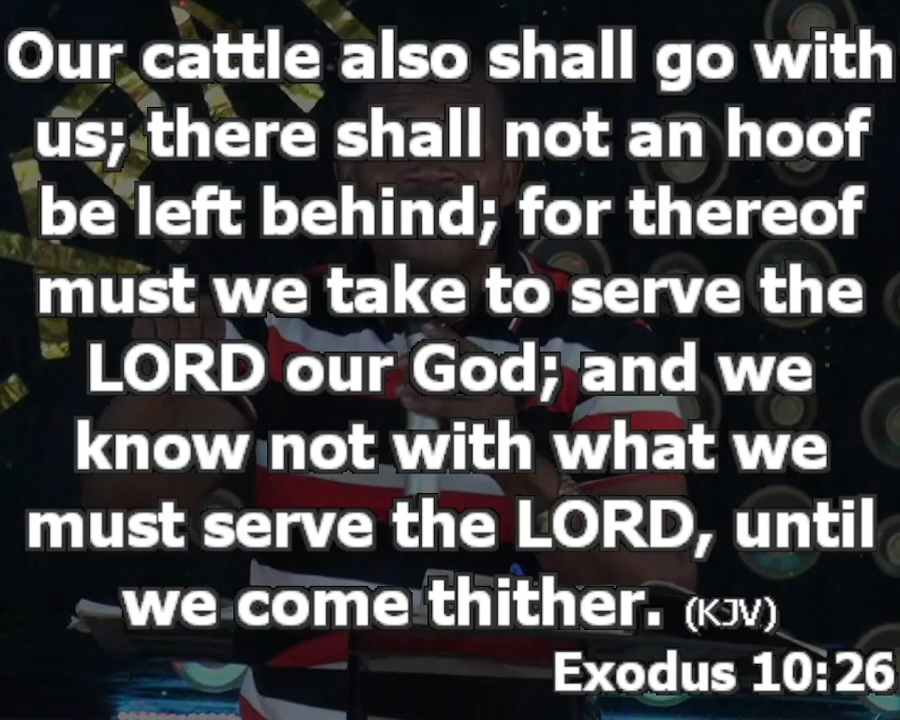 Our cattle also shall go with
us; there shall not an hoof
be left behind; for thereof
must we take to serve the
LORD our God; and we
know not with what we
must serve the LORD, until
we come thither. (KJV)
Exodus 10:26